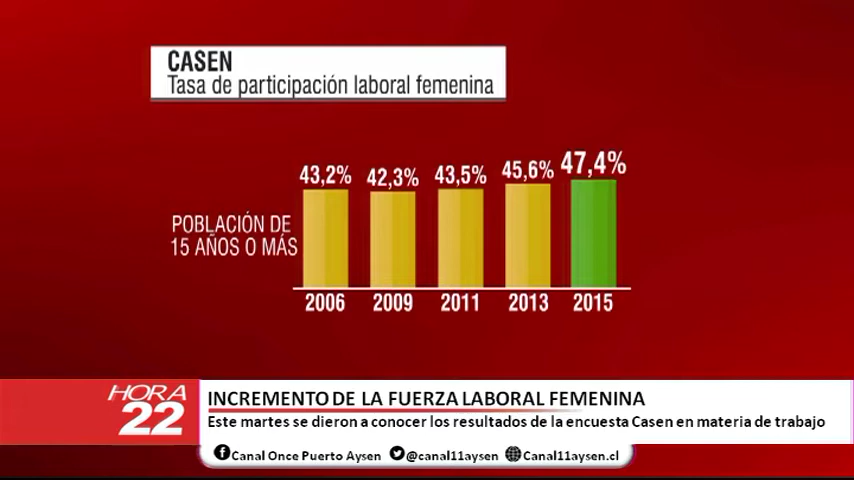 CASEN
Tasa de participación laboral femenina
43,2% 42,3% 43,5% 45,6% 47,4%
POBLACIÓN DE
15 AÑOS O MÁS
2006 2009 2011 2013 2015
HORA
22
INCREMENTO DE LA FUERZA LABORAL FEMENINA
Este martes se dieron a conocer los resultados de la encuesta Casen en materia de trabajo
Canal Once Puerto Aysen @canal11aysen Canal11aysen.cl